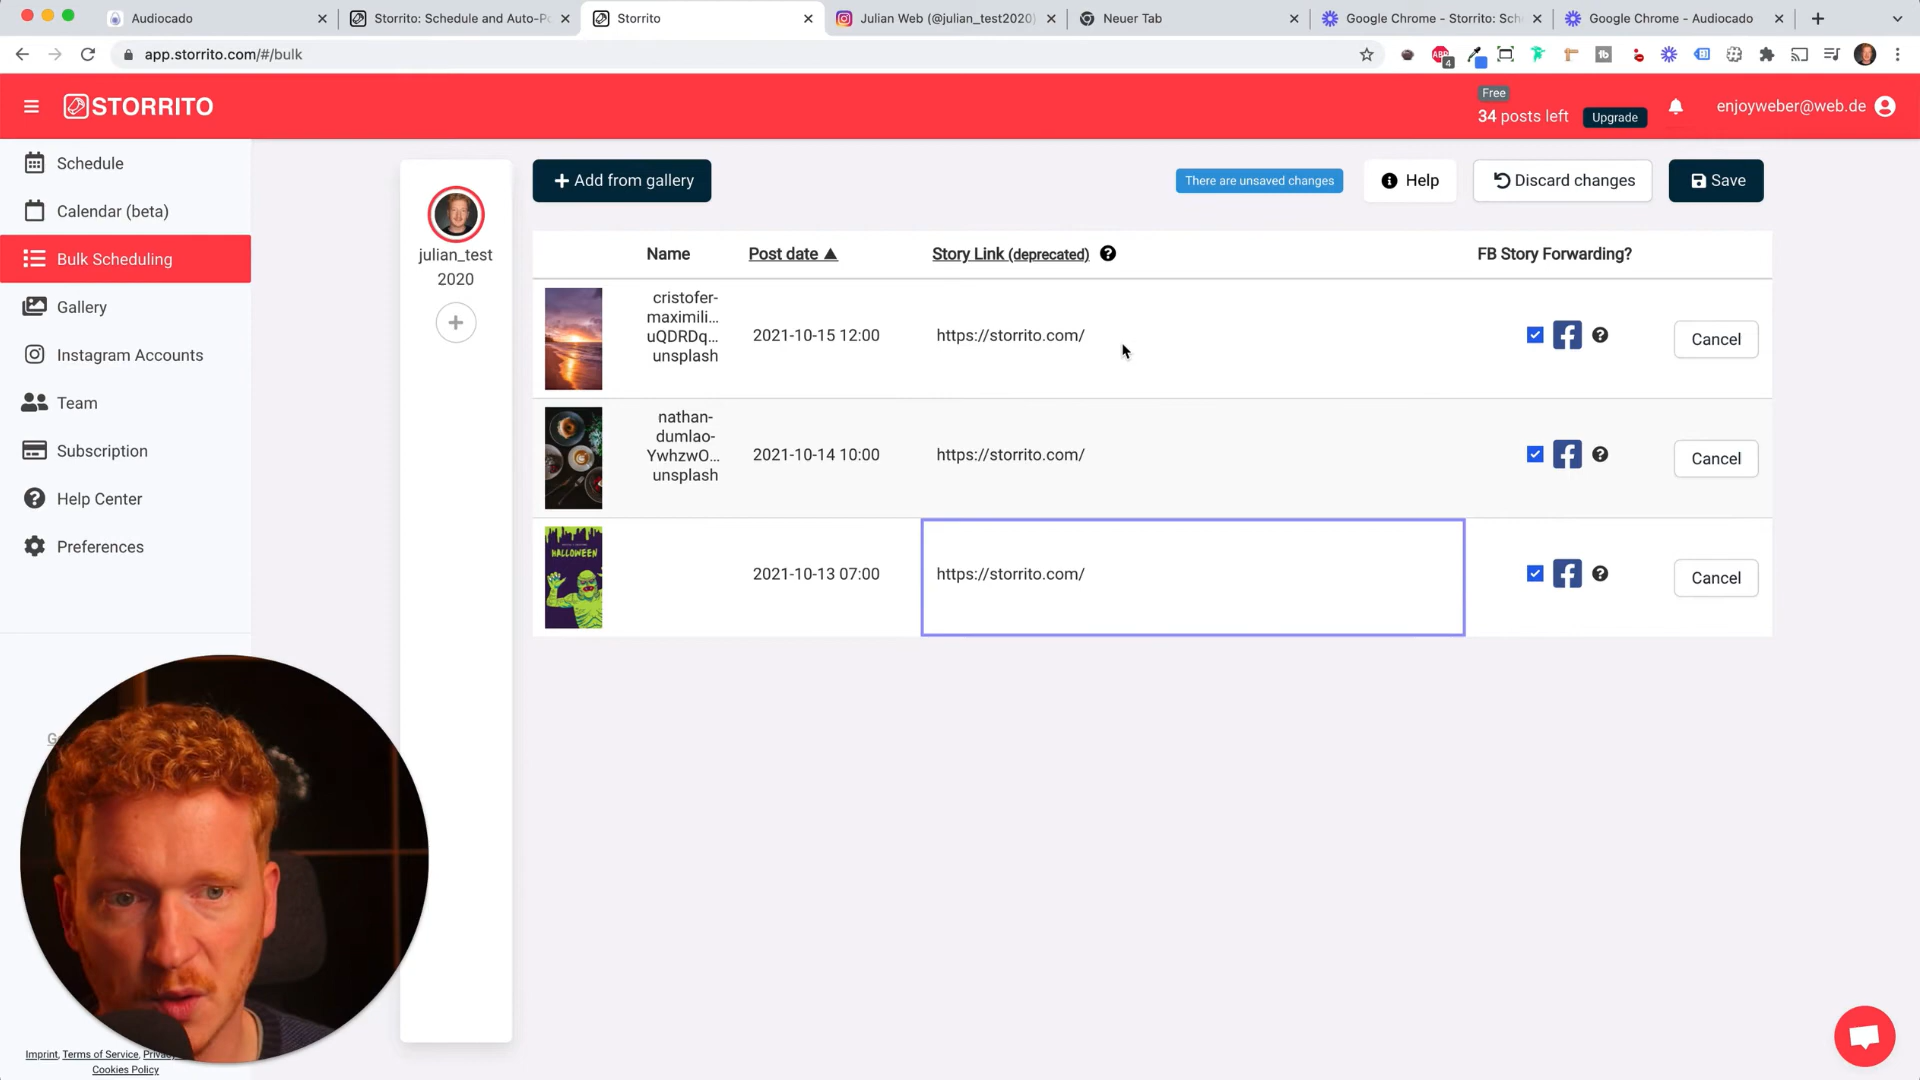 Audiocado
Storrito: Schedule and Auto-Po
Storrito
Julian Web (@julian_test2020)
Neuer Tab
Google Chrome - Storrito: Sch
Google Chrome - Audiocado
app.storrito.com/#/bulk
4
STORRITO
Free
34 posts left
Upgrade
enjoyweber@web.de
Schedule
Calendar (beta)
Bulk Scheduling
Gallery
Instagram Accounts
Team
Subscription
Help Center
Preferences
julian_test
2020
+ Add from gallery
There are unsaved changes
Help
Discard changes
Save
Name
Post date ▲
Story Link (deprecated)
FB Story Forwarding?
cristofer-
maximili...
uQDRDq...
unsplash
2021-10-15 12:00
https://storrito.com/
Cancel
nathan-
dumlao-
YwhzwO...
unsplash
2021-10-14 10:00
https://storrito.com/
Cancel
HALLOWEEN
2021-10-13 07:00
https://storrito.com/
Cancel
Imprint, Terms of Service,
Cookies Policy